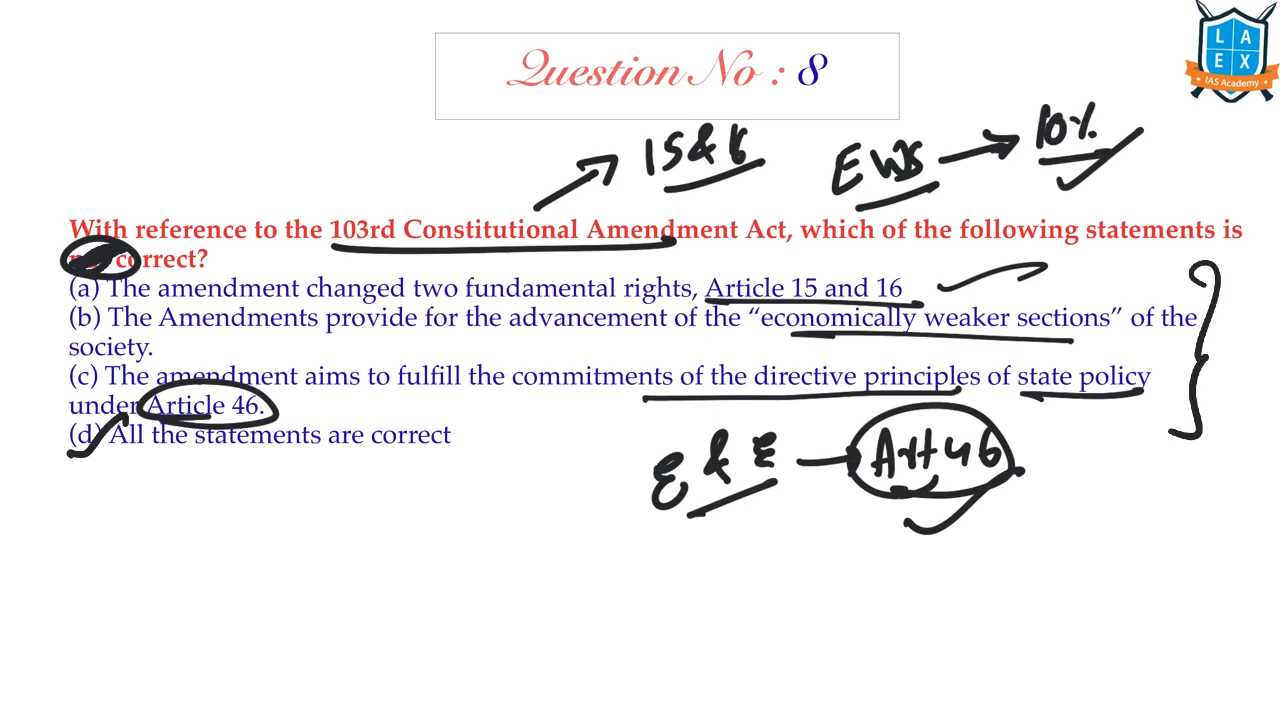 Question No : 8
L A
E X
IAS Academy
15 & 16
EWS → 10%
With reference to the 103rd Constitutional Amendment Act, which of the following statements is
correct?
(a) The amendment changed two fundamental rights, Article 15 and 16
(b) The Amendments provide for the advancement of the “economically weaker sections” of the
society.
(c) The amendment aims to fulfill the commitments of the directive principles of state policy
under Article 46.
(d) All the statements are correct
E & E → Art 46